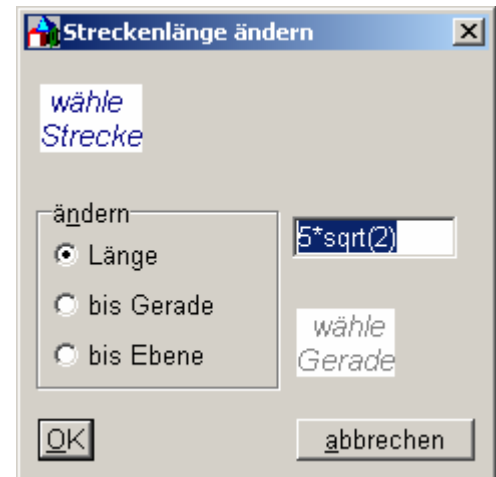 Streckenlänge ändern
wähle
Strecke
ändern
Länge
5*sqrt(2)
bis Gerade
bis Ebene
wähle
Gerade
OK
abbrechen